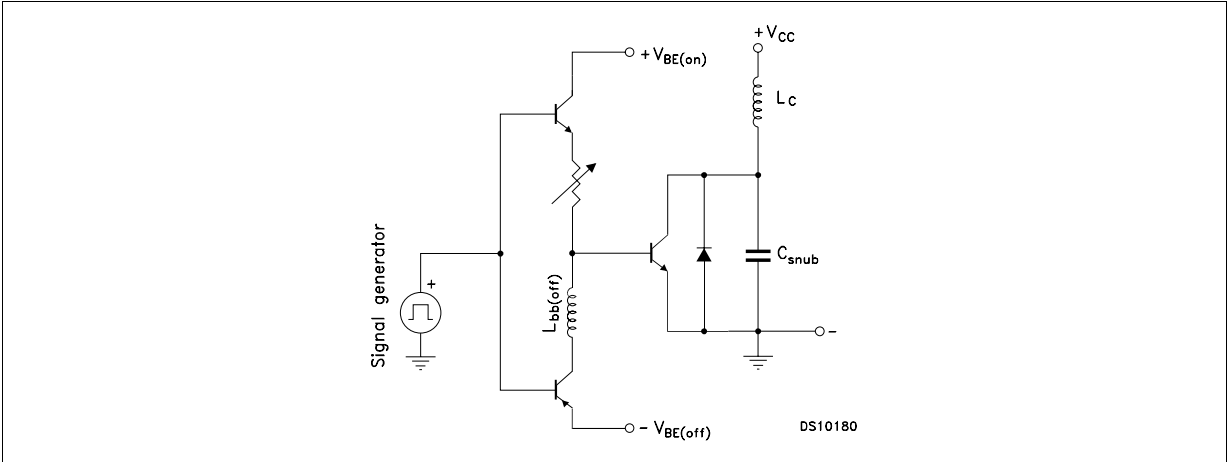 + V_BE(on)
+ V_CC
L_C
Signal generator
+
L_bb(off)
C_snub
-
- V_BE(off)
DS10180